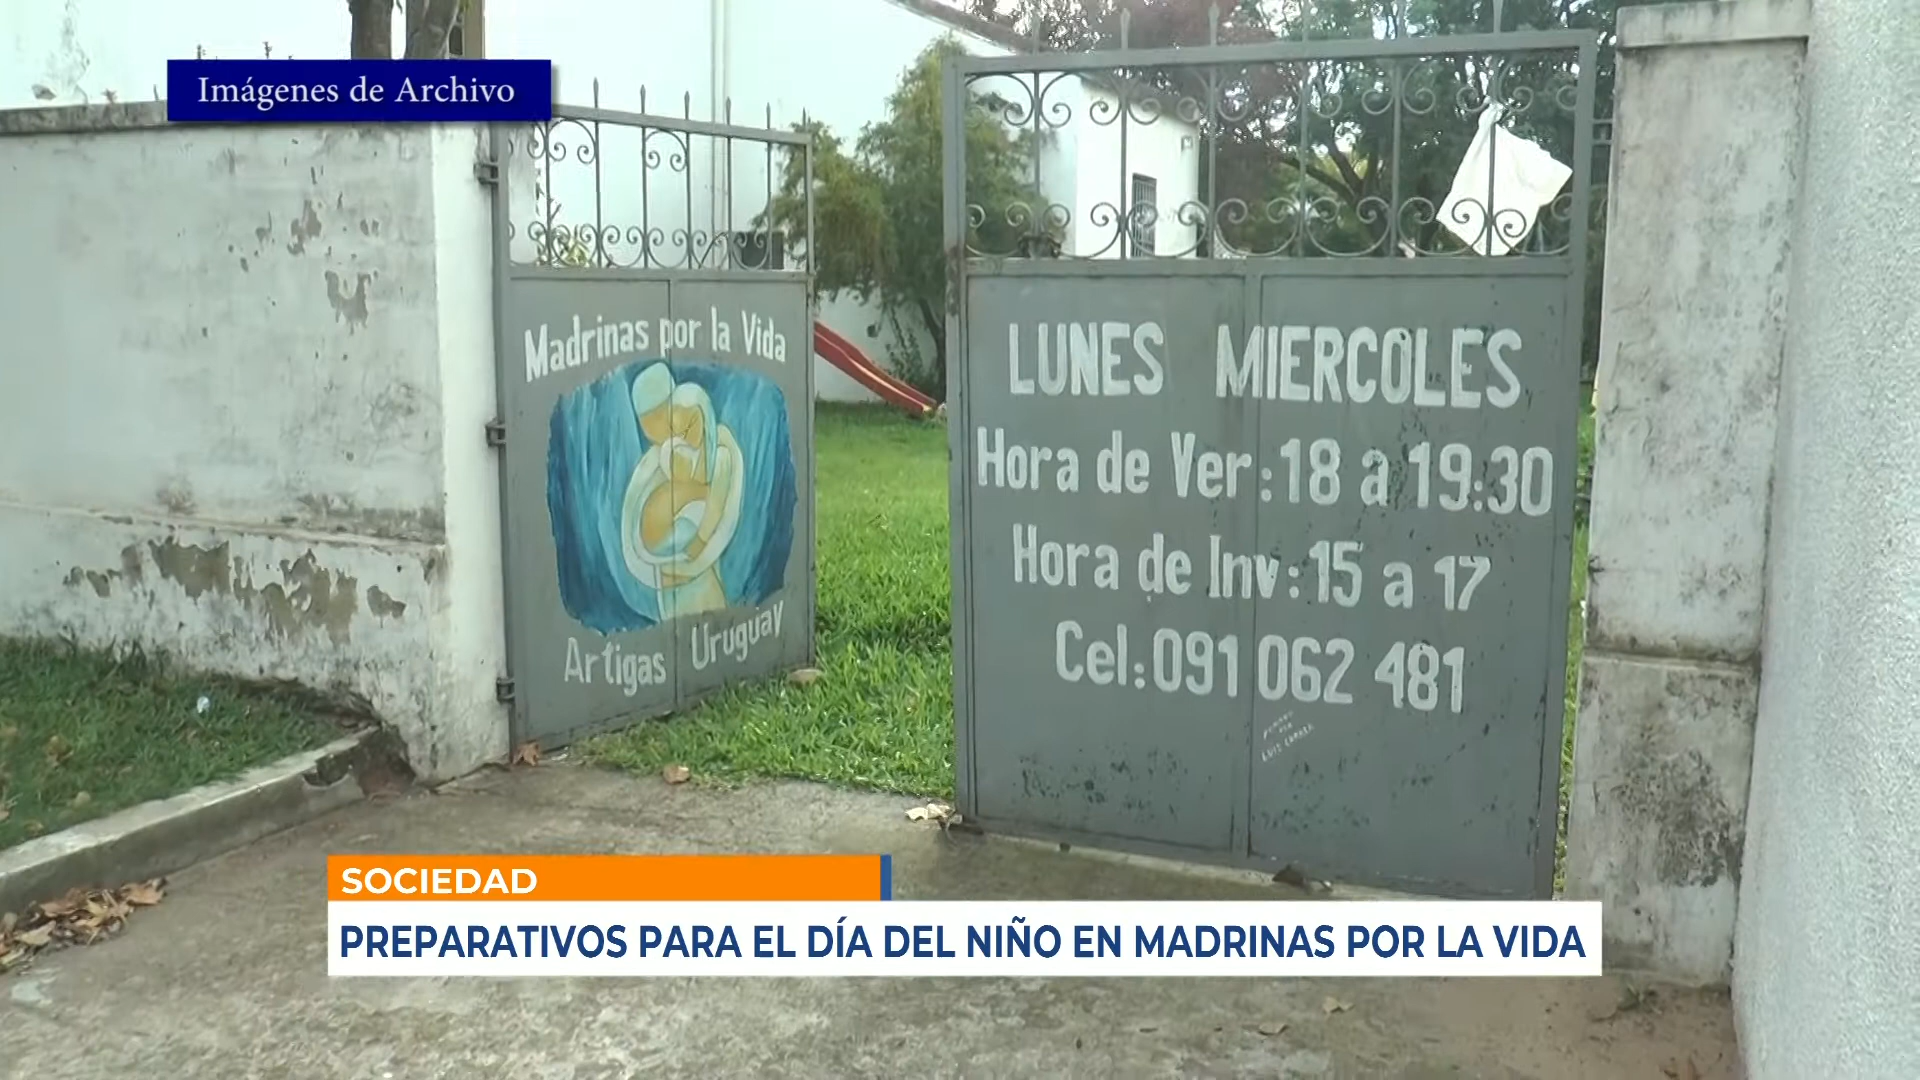 Imágenes de Archivo
Madrinas por la Vida
Artigas Uruguay
LUNES MIERCOLES
Hora de Ver: 18 a 19:30
Hora de Inv: 15 a 17
Cel: 091 062 481
LUIS CORREA
SOCIEDAD
PREPARATIVOS PARA EL DÍA DEL NIÑO EN MADRINAS POR LA VIDA